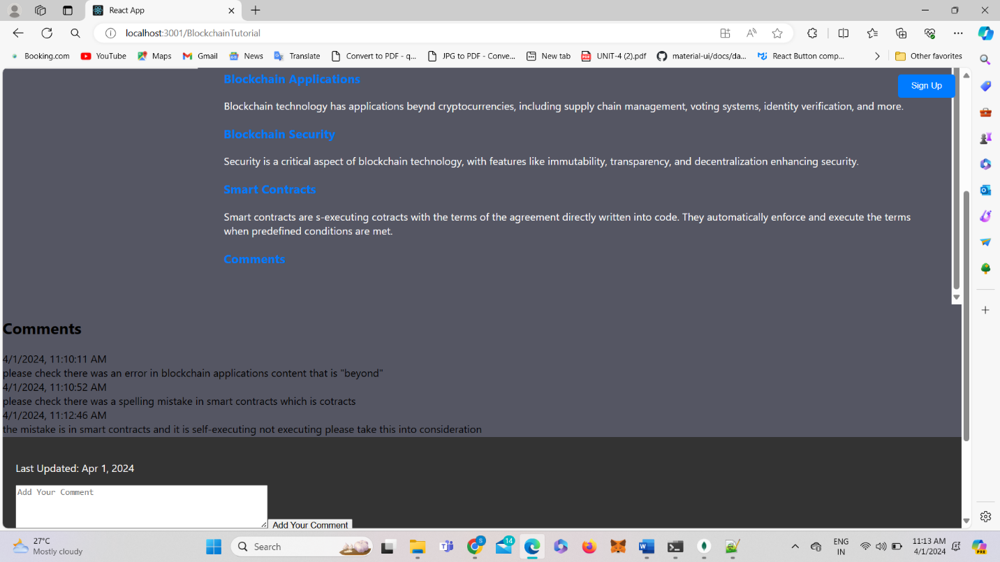 React App
localhost:3001/BlockchainTutorial
Booking.com YouTube Maps Gmail News Translate Convert to PDF - q... JPG to PDF - Conve... New tab UNIT-4 (2).pdf material-ui/docs/da... React Button comp... Other favorites
Sign Up
Blockchain Applications
Blockchain technology has applications beynd cryptocurrencies, including supply chain management, voting systems, identity verification, and more.
Blockchain Security
Security is a critical aspect of blockchain technology, with features like immutability, transparency, and decentralization enhancing security.
Smart Contracts
Smart contracts are s-executing cotracts with the terms of the agreement directly written into code. They automatically enforce and execute the terms
when predefined conditions are met.
Comments
Comments
4/1/2024, 11:10:11 AM
please check there was an error in blockchain applications content that is "beyond"
4/1/2024, 11:10:52 AM
please check there was a spelling mistake in smart contracts which is cotracts
4/1/2024, 11:12:46 AM
the mistake is in smart contracts and it is self-executing not executing please take this into consideration
Last Updated: Apr 1, 2024
Add Your Comment
Add Your Comment
27°C
Mostly cloudy
Search
14
ENG
IN
11:13 AM
4/1/2024
PRE